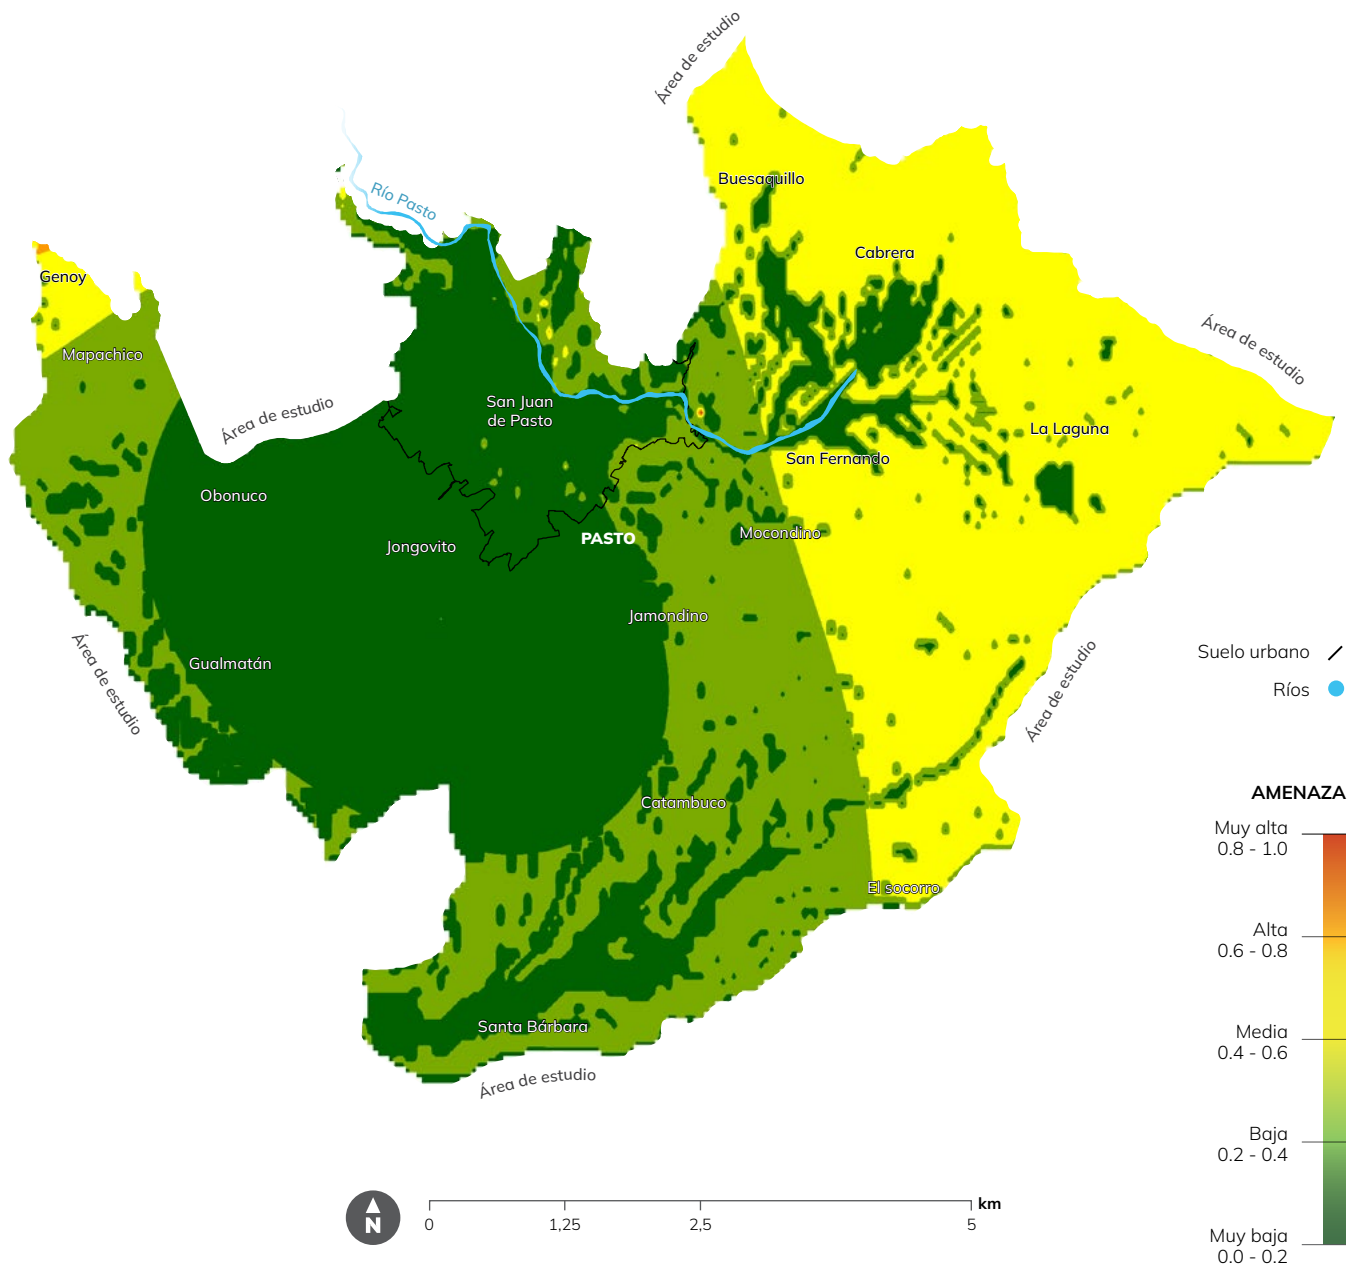 Área de estudio
Buesaquillo
Río Pasto
Cabrera
Genoy
Mapachico
Área de estudio
Área de estudio
San Juan
de Pasto
La Laguna
San Fernando
Obonuco
PASTO
Mocondino
Jongovito
Jamondino
Gualmatán
Área de estudio
Área de estudio
Suelo urbano
Ríos
Catambuco
El socorro
Santa Bárbara
Área de estudio
AMENAZA
Muy alta
0.8 - 1.0
Alta
0.6 - 0.8
Media
0.4 - 0.6
Baja
0.2 - 0.4
Muy baja
0.0 - 0.2
N
km
0
1,25
2,5
5